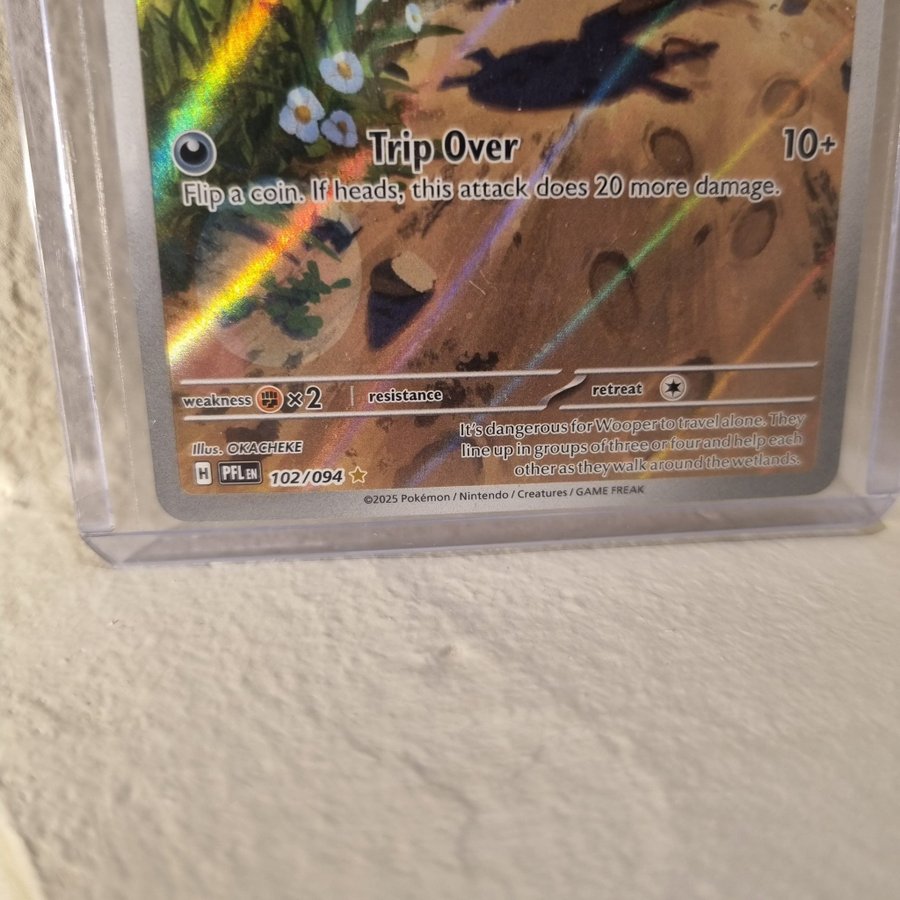 Trip Over 10+
Flip a coin. If heads, this attack does 20 more damage.
weakness ×2 resistance retreat
It's dangerous for Wooper to travel alone. They
line up in groups of three or four and help each
other as they walk around the wetlands.
Illus. OKACHEKE
H PFL EN 102/094
©2025 Pokémon / Nintendo / Creatures / GAME FREAK